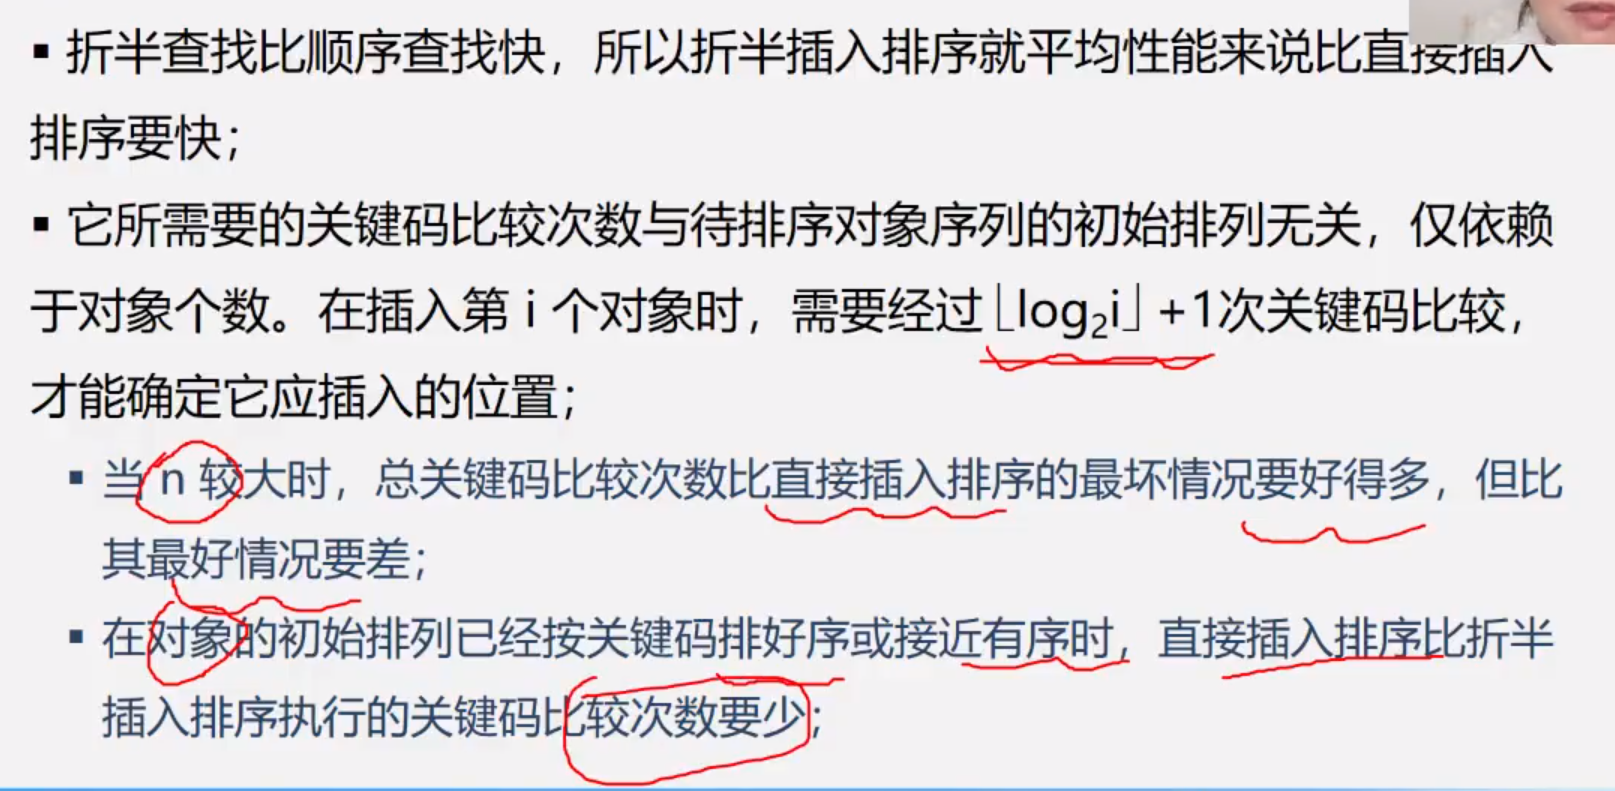 ▪ 折半查找比顺序查找快，所以折半插入排序就平均性能来说比直接插入
排序要快；
▪ 它所需要的关键码比较次数与待排序对象序列的初始排列无关，仅依赖
于对象个数。在插入第 i 个对象时，需要经过 ⌊log₂i⌋ +1次关键码比较，
才能确定它应插入的位置；
▪ 当 n 较大时，总关键码比较次数比直接插入排序的最坏情况要好得多，但比
其最好情况要差；
▪ 在对象的初始排列已经按关键码排好序或接近有序时，直接插入排序比折半
插入排序执行的关键码比较次数要少；